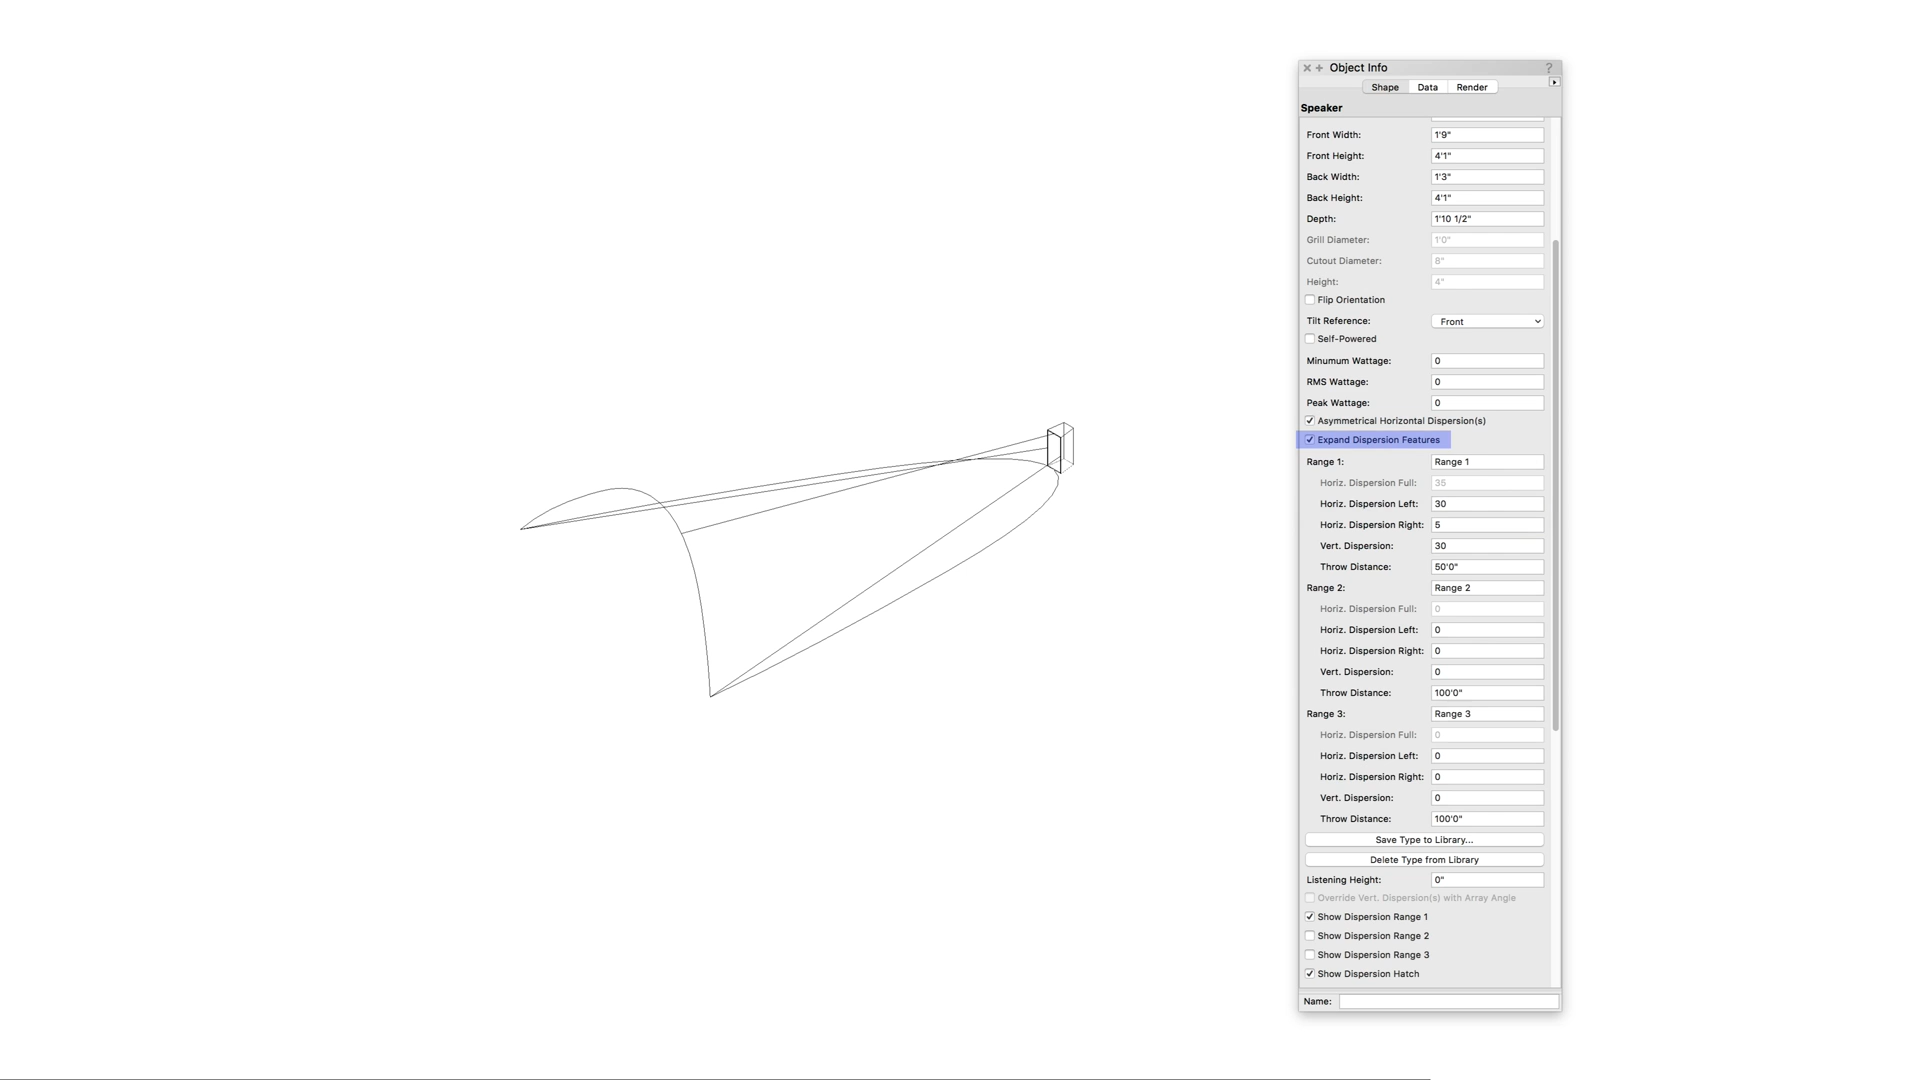 Object Info ?
Shape Data Render
Speaker
Front Width: 1'9"
Front Height: 4'1"
Back Width: 1'3"
Back Height: 4'1"
Depth: 1'10 1/2"
Grill Diameter: 1'0"
Cutout Diameter: 8"
Height: 4"
Flip Orientation
Tilt Reference: Front
Self-Powered
Minimum Wattage: 0
RMS Wattage: 0
Peak Wattage: 0
Asymmetrical Horizontal Dispersion(s)
Expand Dispersion Features
Range 1: Range 1
Horiz. Dispersion Full: 35
Horiz. Dispersion Left: 30
Horiz. Dispersion Right: 5
Vert. Dispersion: 30
Throw Distance: 50'0"
Range 2: Range 2
Horiz. Dispersion Full: 0
Horiz. Dispersion Left: 0
Horiz. Dispersion Right: 0
Vert. Dispersion: 0
Throw Distance: 100'0"
Range 3: Range 3
Horiz. Dispersion Full: 0
Horiz. Dispersion Left: 0
Horiz. Dispersion Right: 0
Vert. Dispersion: 0
Throw Distance: 100'0"
Save Type to Library...
Delete Type from Library
Listening Height: 0"
Override Vert. Dispersion(s) with Array Angle
Show Dispersion Range 1
Show Dispersion Range 2
Show Dispersion Range 3
Show Dispersion Hatch
Name: